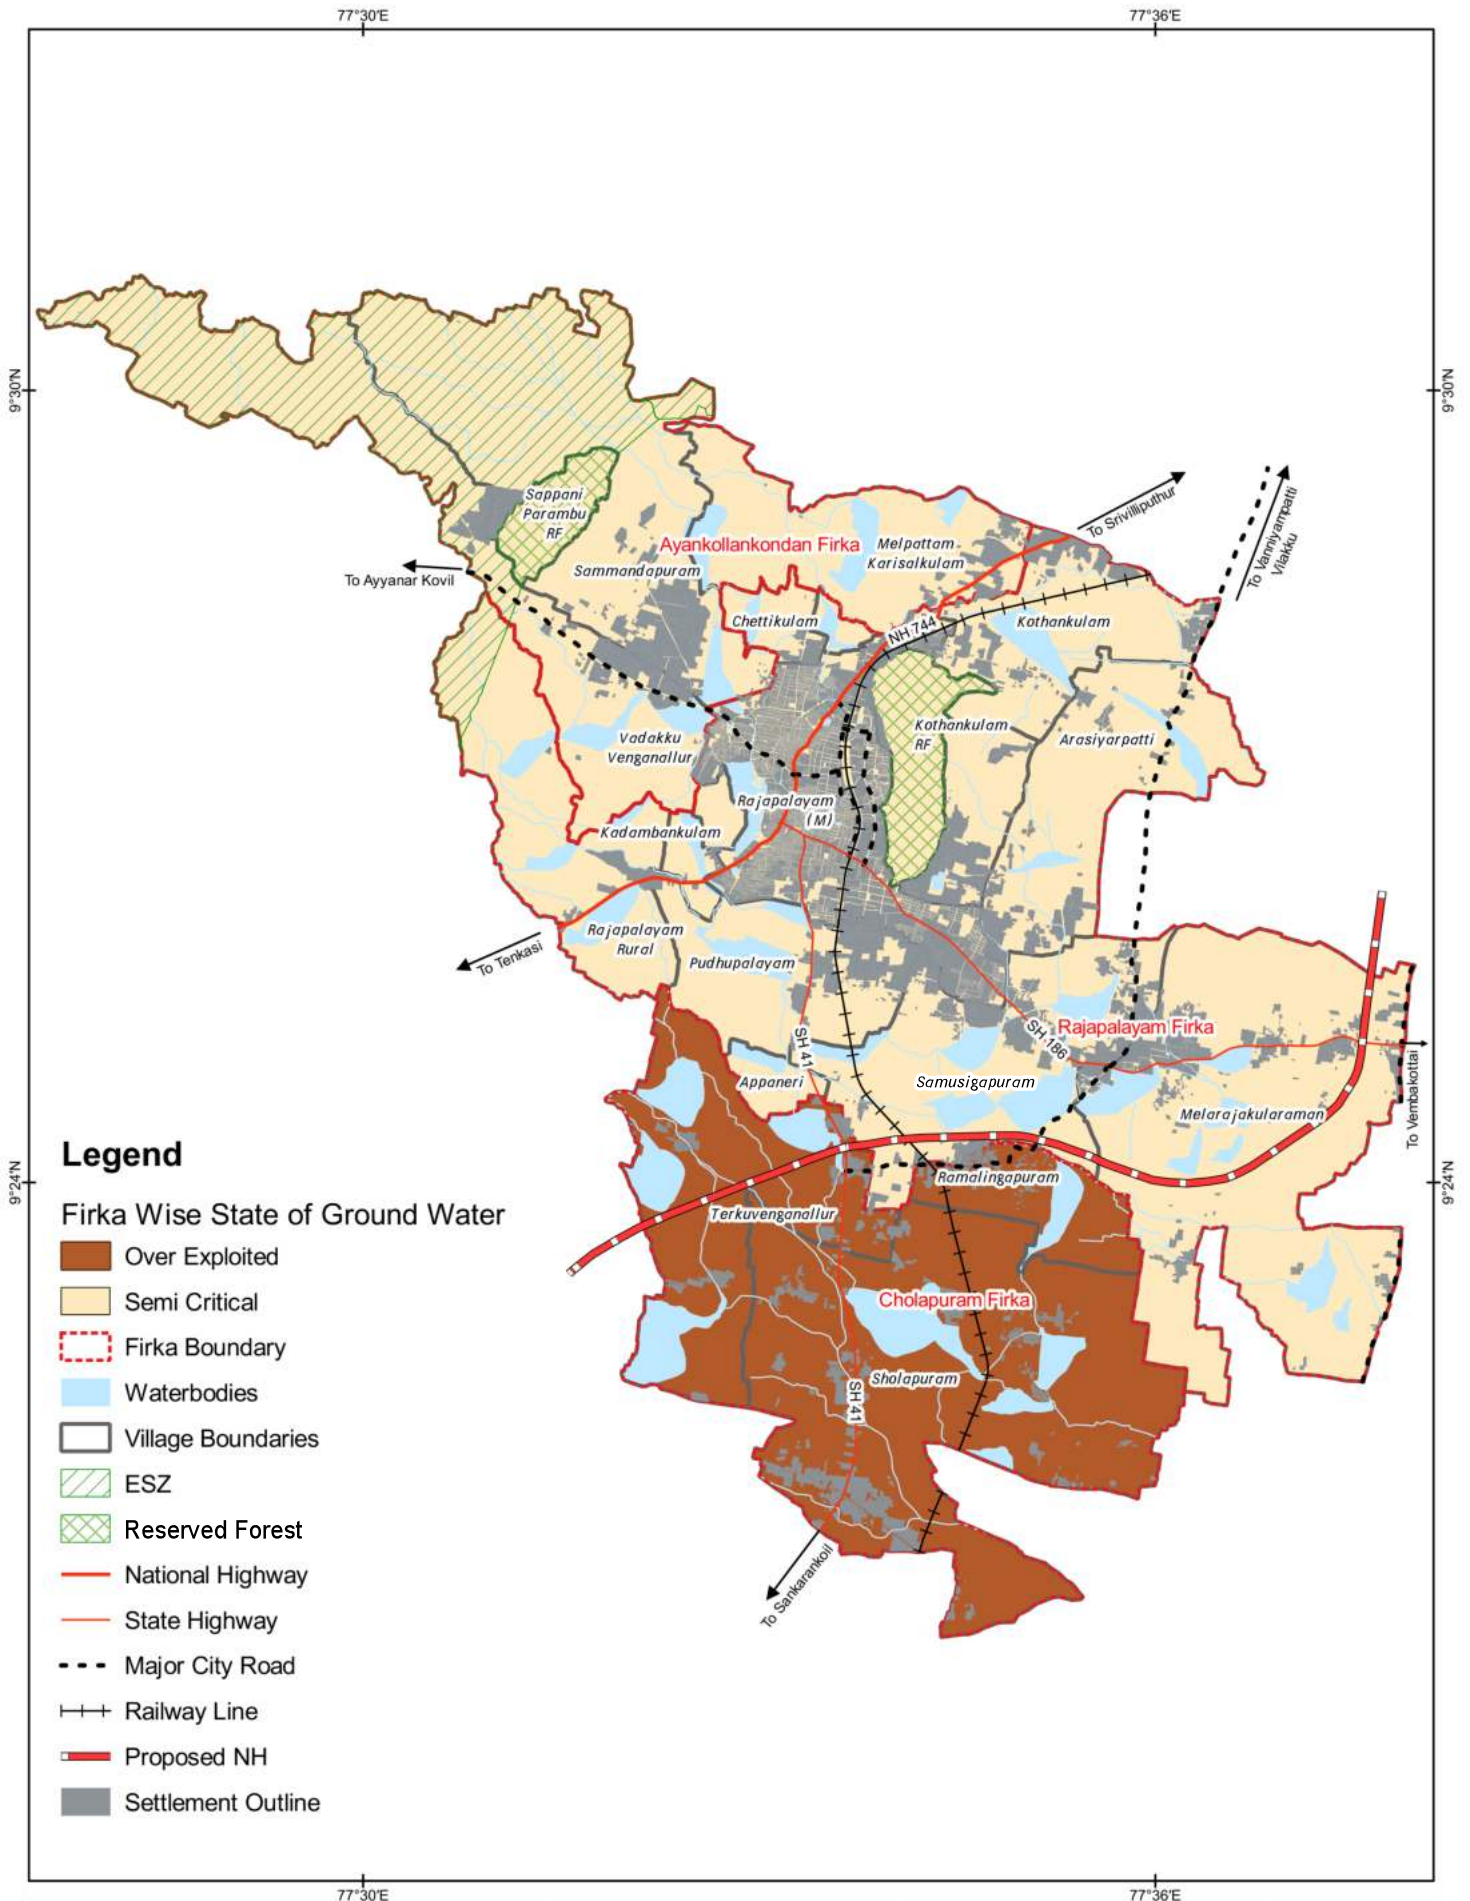 77°30'E
77°36'E
9°30'N
9°30'N
Sappani
Parambu
RF
To Srivilliputhur
To Vanniyampatti
Vilakku
Ayankollankondan Firka
Melpattam
Karisalkulam
To Ayyanar Kovil
Sammandapuram
Chettikulam
NH 744
Kothankulam
Vadakku
Venganallur
Kothankulam
RF
Arasiyarpatti
Rajapalayam
(M)
Kadambankulam
Rajapalayam
Rural
To Tenkasi
Pudhupalayam
SH 41
SH 186
Rajapalayam Firka
Appaneri
Samusigapuram
Melarajakularaman
To Vembakottai
9°24'N
9°24'N
Ramalingapuram
Terkuvenganallur
Cholapuram Firka
Sholapuram
SH 41
To Sankarankoil
Legend
Firka Wise State of Ground Water
Over Exploited
Semi Critical
Firka Boundary
Waterbodies
Village Boundaries
ESZ
Reserved Forest
National Highway
State Highway
Major City Road
Railway Line
Proposed NH
Settlement Outline
77°30'E
77°36'E